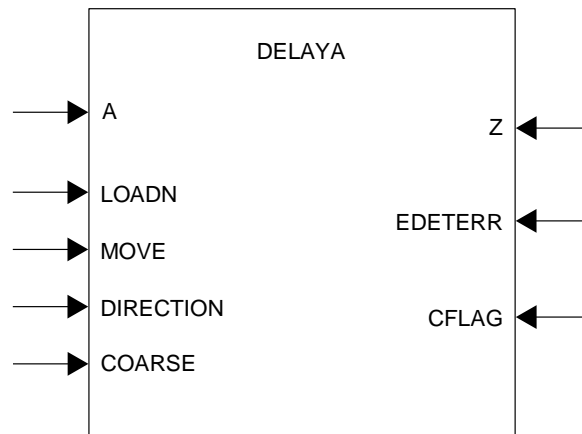 DELAYA
A
Z
LOADN
EDETERR
MOVE
DIRECTION
CFLAG
COARSE